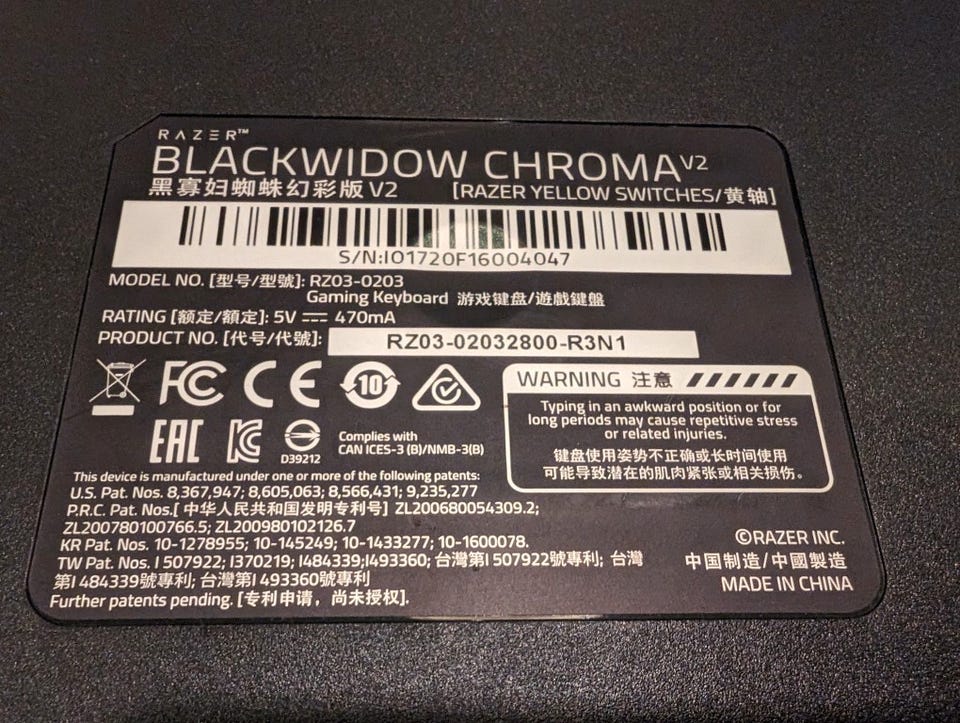 RAZER™
BLACKWIDOW CHROMA V2
黑寡妇蜘蛛幻彩版 V2 [RAZER YELLOW SWITCHES/黄轴]
S/N:IO1720F16004047
MODEL NO. [型号/型號]: RZ03-0203
Gaming Keyboard 游戏键盘/遊戲鍵盤
RATING [额定/額定]: 5V ⎓ 470mA
PRODUCT NO. [代号/代號]: RZ03-02032800-R3N1
FC CE 10
EAC KC D39212
Complies with
CAN ICES-3 (B)/NMB-3(B)
WARNING 注意
Typing in an awkward position or for
long periods may cause repetitive stress
or related injuries.
键盘使用姿势不正确或长时间使用
可能导致潜在的肌肉紧张或相关损伤。
This device is manufactured under one or more of the following patents:
U.S. Pat. Nos. 8,367,947; 8,605,063; 8,566,431; 9,235,277
P.R.C. Pat. Nos.[ 中华人民共和国发明专利号] ZL200680054309.2;
ZL200780100766.5; ZL200980102126.7
KR Pat. Nos. 10-1278955; 10-145249; 10-1433277; 10-1600078.
TW Pat. Nos. I 507922; I370219; I484339;I493360; 台灣第I 507922號專利; 台灣
第I 484339號專利; 台灣第I 493360號專利
Further patents pending. [专利申请，尚未授权].
©RAZER INC.
中国制造/中國製造
MADE IN CHINA